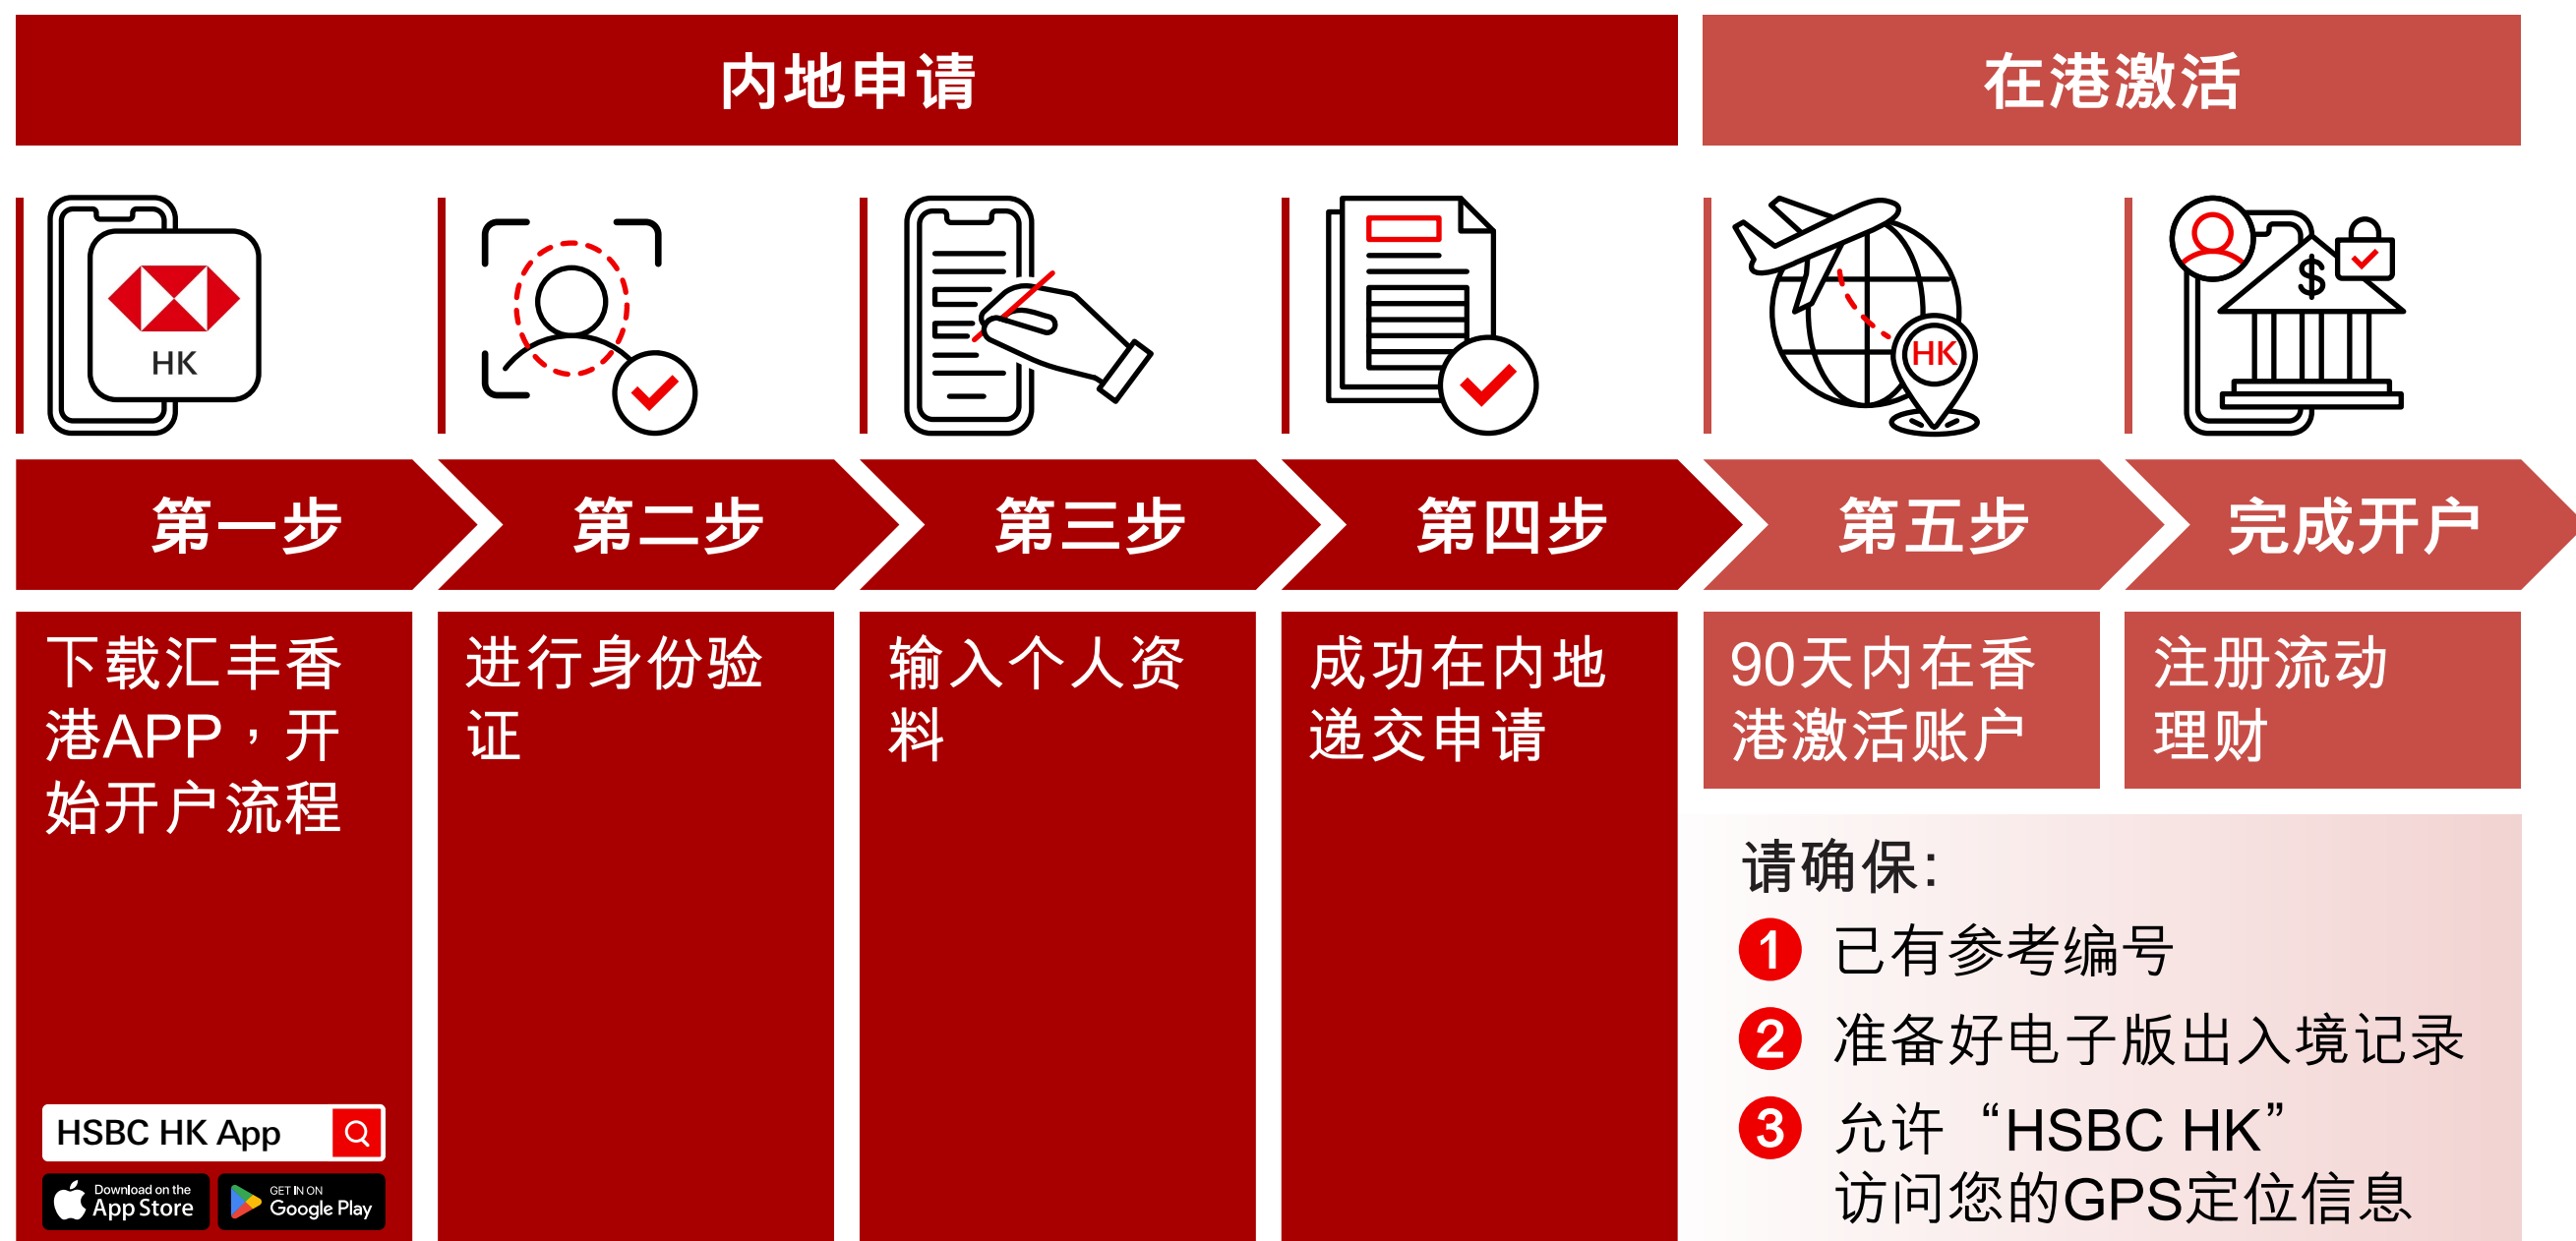 内地申请
在港激活
HK
HK
$
第一步
第二步
第三步
第四步
第五步
完成开户
下载汇丰香
港APP，开
始开户流程
HSBC HK App
Download on the
App Store
GET IN ON
Google Play
进行身份验
证
输入个人资
料
成功在内地
递交申请
90天内在香
港激活账户
注册流动
理财
请确保:
1 已有参考编号
2 准备好电子版出入境记录
3 允许“HSBC HK”
访问您的GPS定位信息